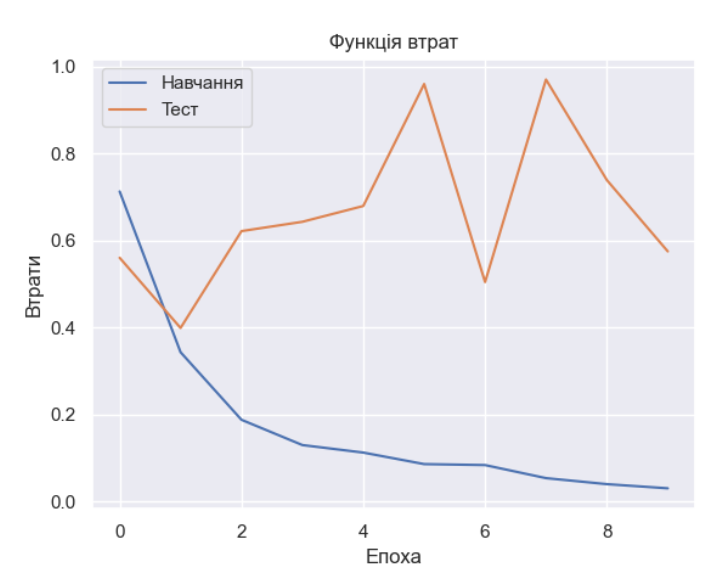 Функція втрат
1.0
0.8
0.6
0.4
0.2
0.0
Втрати
Навчання
Тест
0 2 4 6 8
Епоха